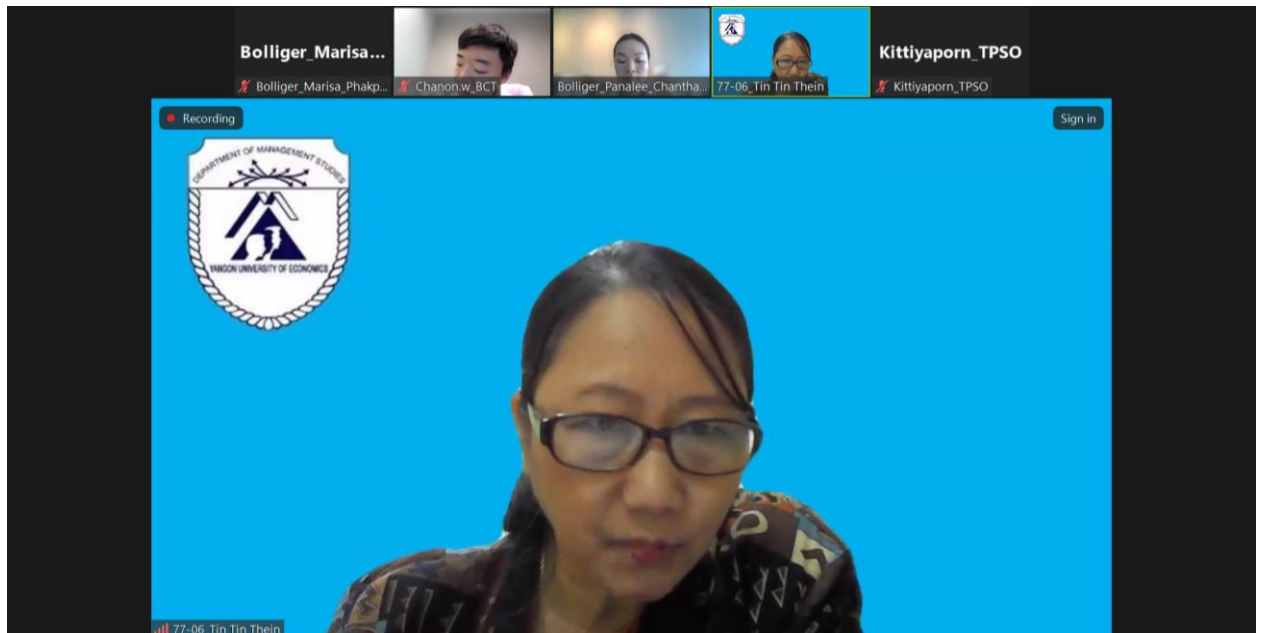 Bolliger_Marisa...
Kittiyaporn_TPSO
Bolliger_Marisa_Phakp...
Chanon.w_BCT
Bolliger_Panalee_Chantha...
77-06_Tin Tin Thein
Kittiyaporn_TPSO
Recording
Sign in
DEPARTMENT OF MANAGEMENT STUDIES
YANGON UNIVERSITY OF ECONOMICS
77-06_Tin Tin Thein